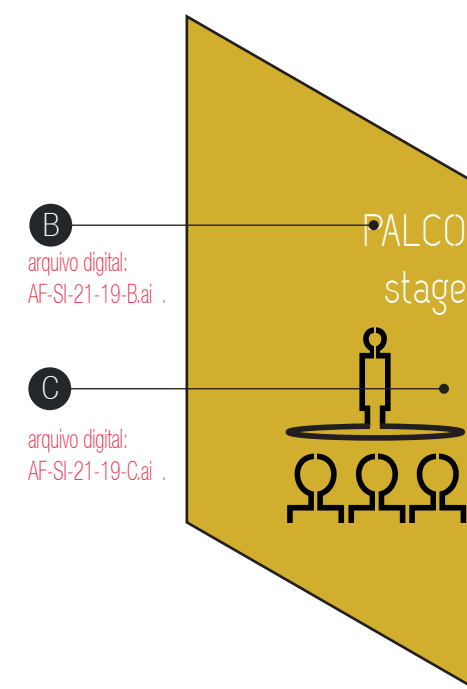 B
arquivo digital:
AF-SI-21-19-B.ai .
PALCO
stage
C
arquivo digital:
AF-SI-21-19-C.ai .